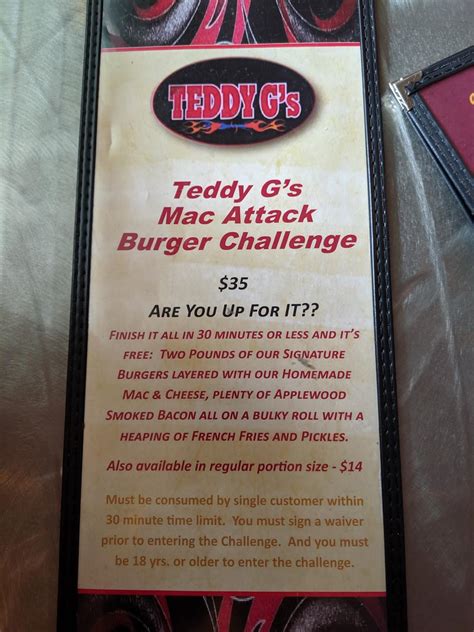 TEDDY G's
Teddy G's
Mac Attack
Burger Challenge
$35
ARE YOU UP FOR IT??
FINISH IT ALL IN 30 MINUTES OR LESS AND IT'S
FREE: TWO POUNDS OF OUR SIGNATURE
BURGERS LAYERED WITH OUR HOMEMADE
MAC & CHEESE, PLENTY OF APPLEWOOD
SMOKED BACON ALL ON A BULKY ROLL WITH A
HEAPING OF FRENCH FRIES AND PICKLES.
Also available in regular portion size - $14
Must be consumed by single customer within
30 minute time limit. You must sign a waiver
prior to entering the Challenge. And you must
be 18 yrs. or older to enter the challenge.